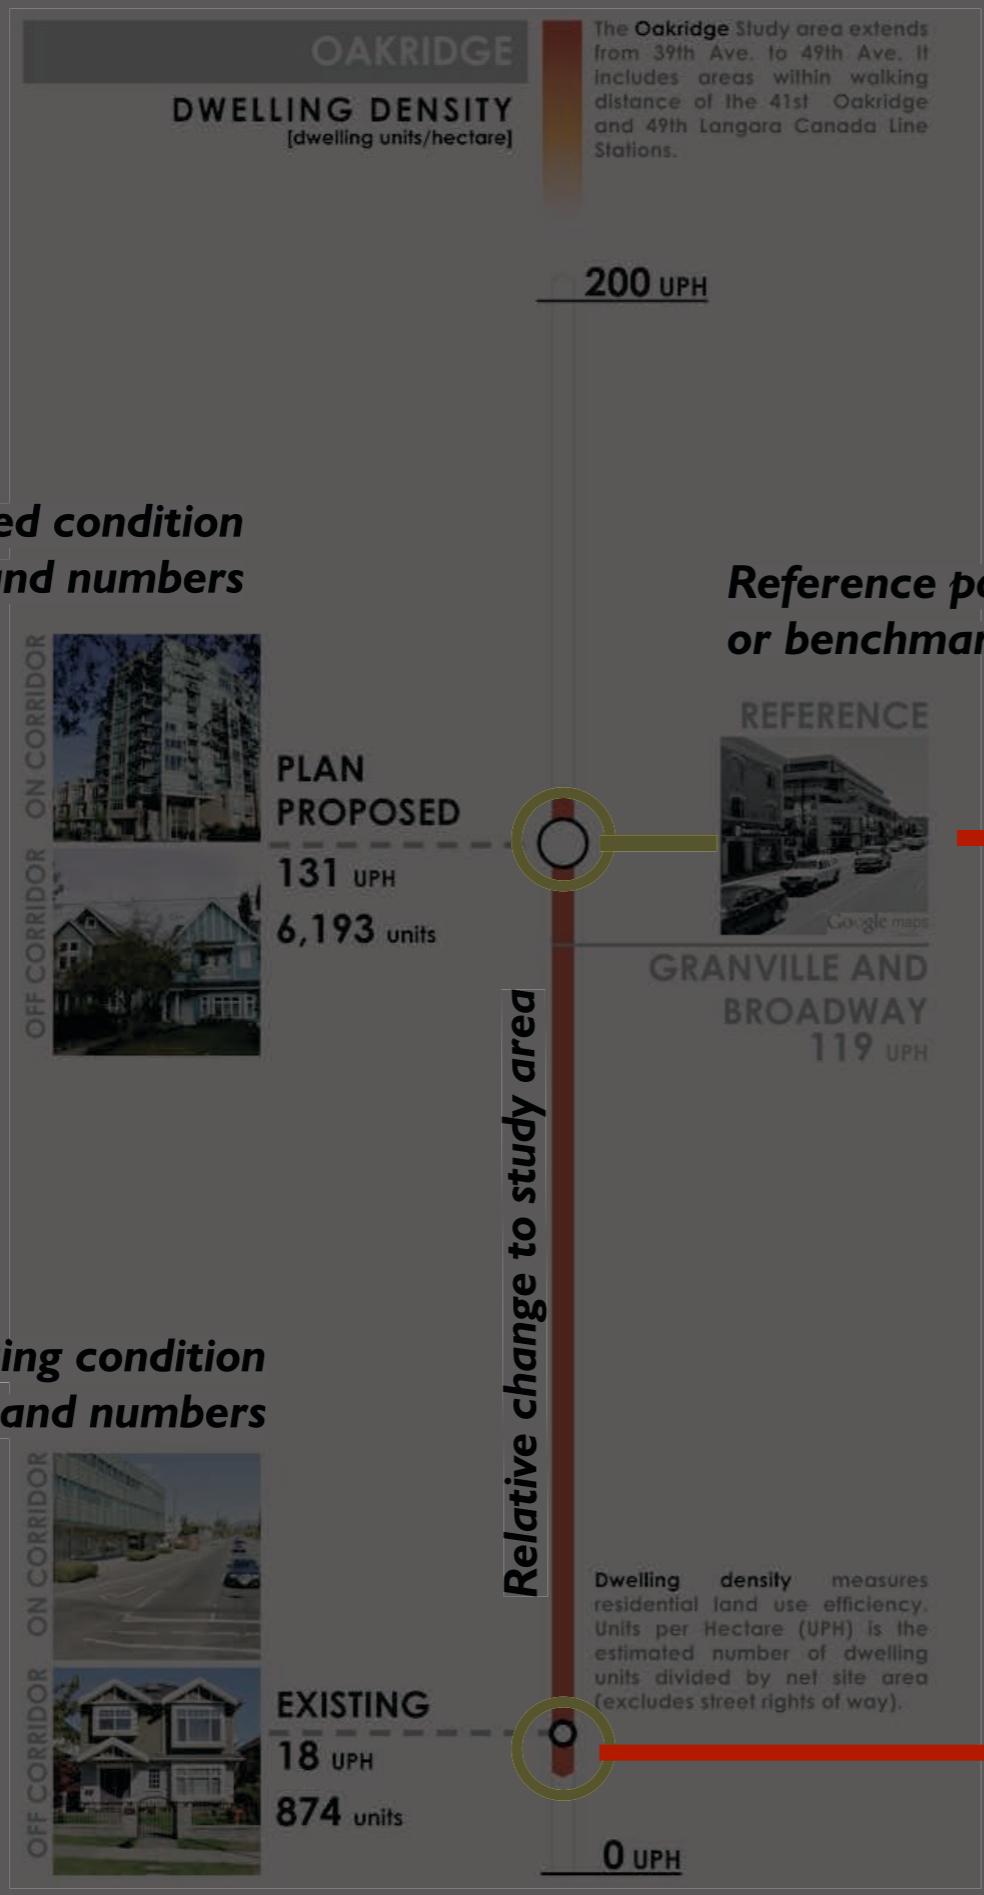 OAKRIDGE
DWELLING DENSITY
[dwelling units/hectare]
The Oakridge Study area extends
from 39th Ave. to 49th Ave. It
includes areas within walking
distance of the 41st Oakridge
and 49th Langara Canada Line
Stations.
200 UPH
ed condition
and numbers
Reference
or
REFERENCE
ON CORRIDOR
OFF CORRIDOR
PLAN
PROPOSED
131 UPH
6,193 units
Google maps
GRANVILLE AND
BROADWAY
119 UPH
Relative change to study area
ing condition
and numbers
ON CORRIDOR
OFF CORRIDOR
EXISTING
18 UPH
874 units
Dwelling density measures
residential land use efficiency.
Units per Hectare (UPH) is the
estimated number of dwelling
units divided by net site area
(excludes street rights of way).
0 UPH